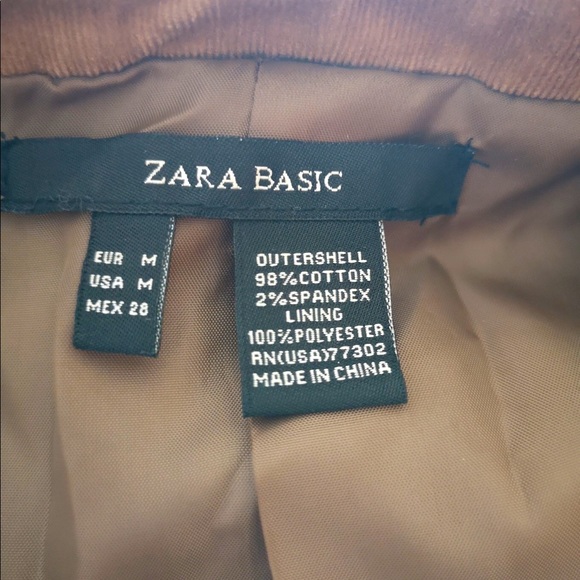 ZARA BASIC
EUR M
USA M
MEX 28
OUTERSHELL
98%COTTON
2%SPANDEX
LINING
100%POLYESTER
RN(USA)77302
MADE IN CHINA